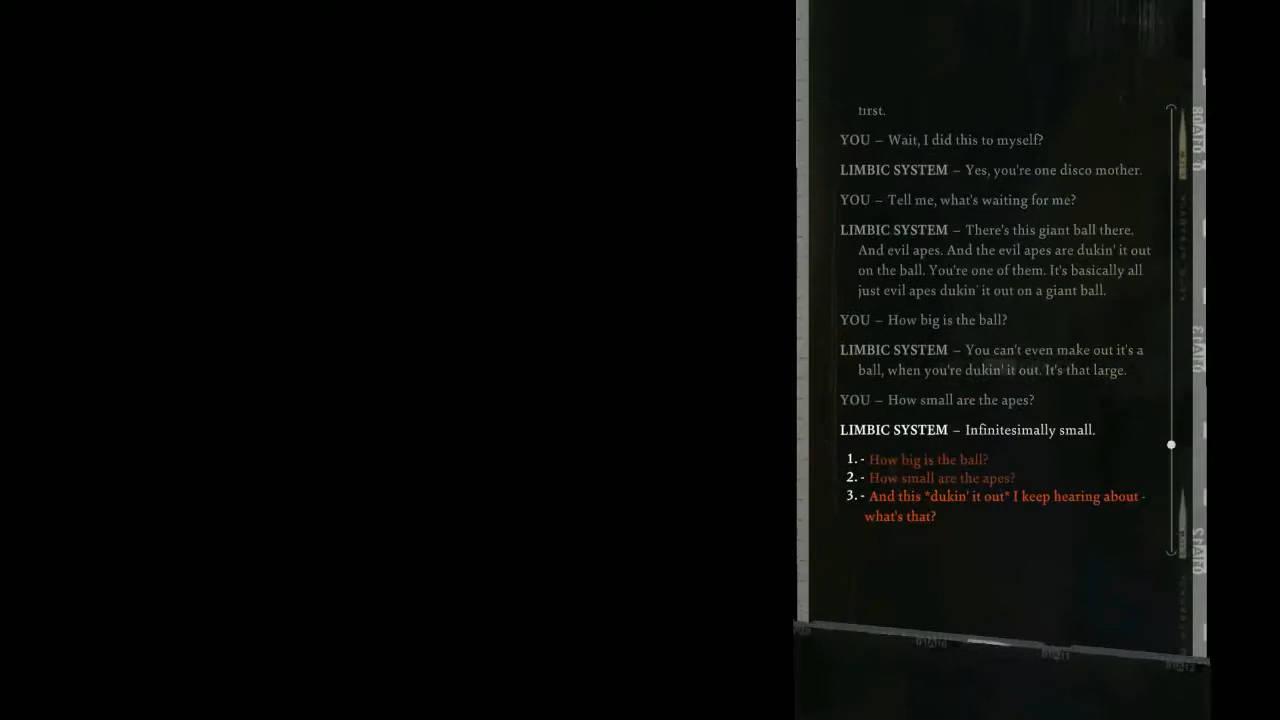 first.
YOU – Wait, I did this to myself?
LIMBIC SYSTEM – Yes, you're one disco mother.
YOU – Tell me, what's waiting for me?
LIMBIC SYSTEM – There's this giant ball there.
And evil apes. And the evil apes are dukin' it out
on the ball. You're one of them. It's basically all
just evil apes dukin' it out on a giant ball.
YOU – How big is the ball?
LIMBIC SYSTEM – You can't even make out it's a
ball, when you're dukin' it out. It's that large.
YOU – How small are the apes?
LIMBIC SYSTEM – Infinitesimally small.
1. - How big is the ball?
2. - How small are the apes?
3. - And this *dukin' it out* I keep hearing about -
what's that?